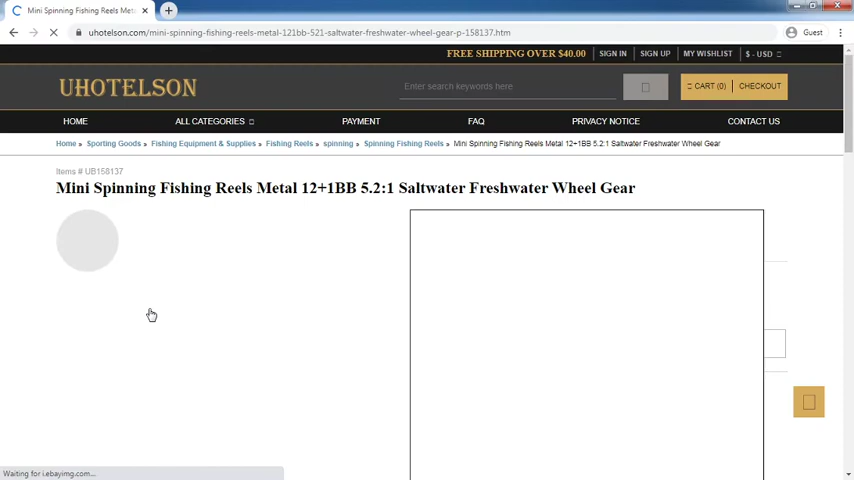 Mini Spinning Fishing Reels Met
Guest
uhotelson.com/mini-spinning-fishing-reels-metal-121bb-521-saltwater-freshwater-wheel-gear-p-158137.htm
FREE SHIPPING OVER $40.00 SIGN IN SIGN UP MY WISHLIST $ - USD
UHOTELSON
Enter search keywords here
CART (0) CHECKOUT
HOME ALL CATEGORIES PAYMENT FAQ PRIVACY NOTICE CONTACT US
Home » Sporting Goods » Fishing Equipment & Supplies » Fishing Reels » spinning » Spinning Fishing Reels » Mini Spinning Fishing Reels Metal 12+1BB 5.2:1 Saltwater Freshwater Wheel Gear
Items # UB158137
Mini Spinning Fishing Reels Metal 12+1BB 5.2:1 Saltwater Freshwater Wheel Gear
Waiting for i.ebayimg.com...